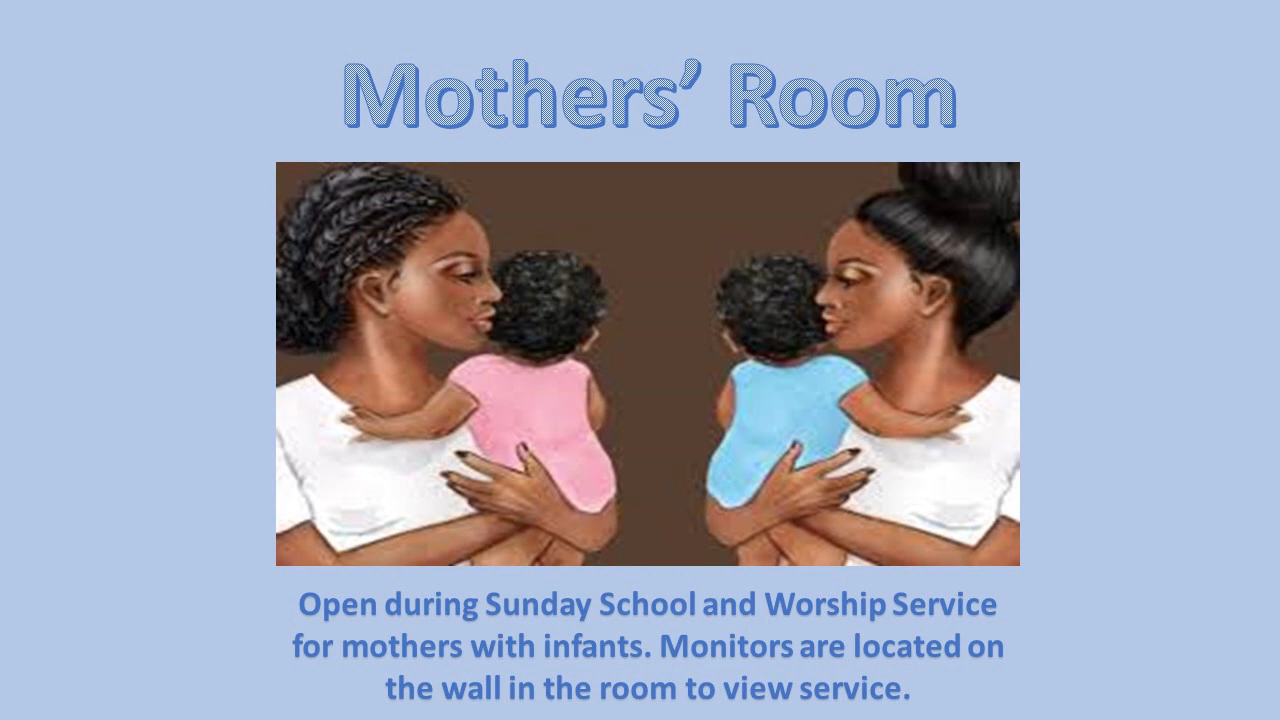 Mothers’ Room
Open during Sunday School and Worship Service
for mothers with infants. Monitors are located on
the wall in the room to view service.